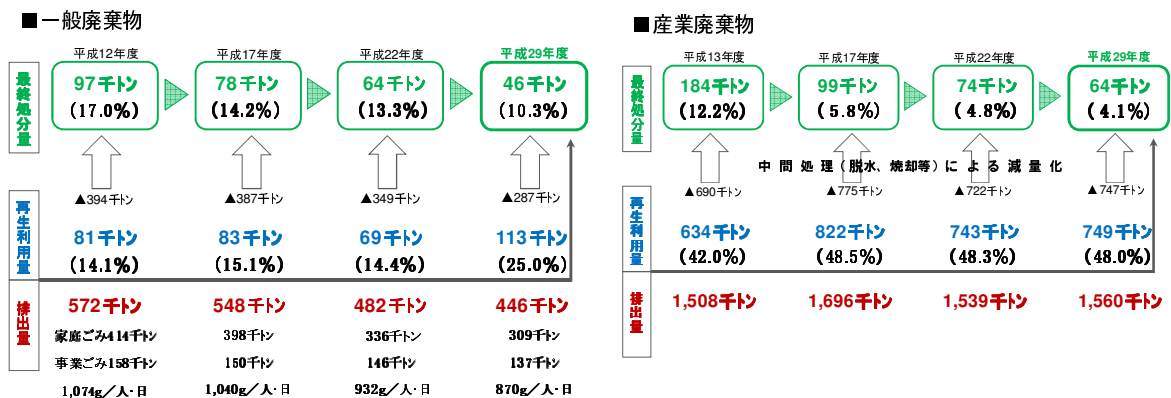 ■一般廃棄物
平成12年度 平成17年度 平成22年度 平成29年度
最終処分量
97千トン 78千トン 64千トン 46千トン
(17.0%) (14.2%) (13.3%) (10.3%)
▲394千トン ▲387千トン ▲349千トン ▲287千トン
再生利用量
81千トン 83千トン 69千トン 113千トン
(14.1%) (15.1%) (14.4%) (25.0%)
排出量
572千トン 548千トン 482千トン 446千トン
家庭ごみ414千トン 398千トン 336千トン 309千トン
事業ごみ158千トン 150千トン 146千トン 137千トン
1,074g／人・日 1,040g／人・日 932g／人・日 870g／人・日
■産業廃棄物
平成13年度 平成17年度 平成22年度 平成29年度
最終処分量
184千トン 99千トン 74千トン 64千トン
(12.2%) (5.8%) (4.8%) (4.1%)
中間処理(脱水、焼却等)による減量化
▲690千トン ▲775千トン ▲722千トン ▲747千トン
再生利用量
634千トン 822千トン 743千トン 749千トン
(42.0%) (48.5%) (48.3%) (48.0%)
排出量
1,508千トン 1,696千トン 1,539千トン 1,560千トン